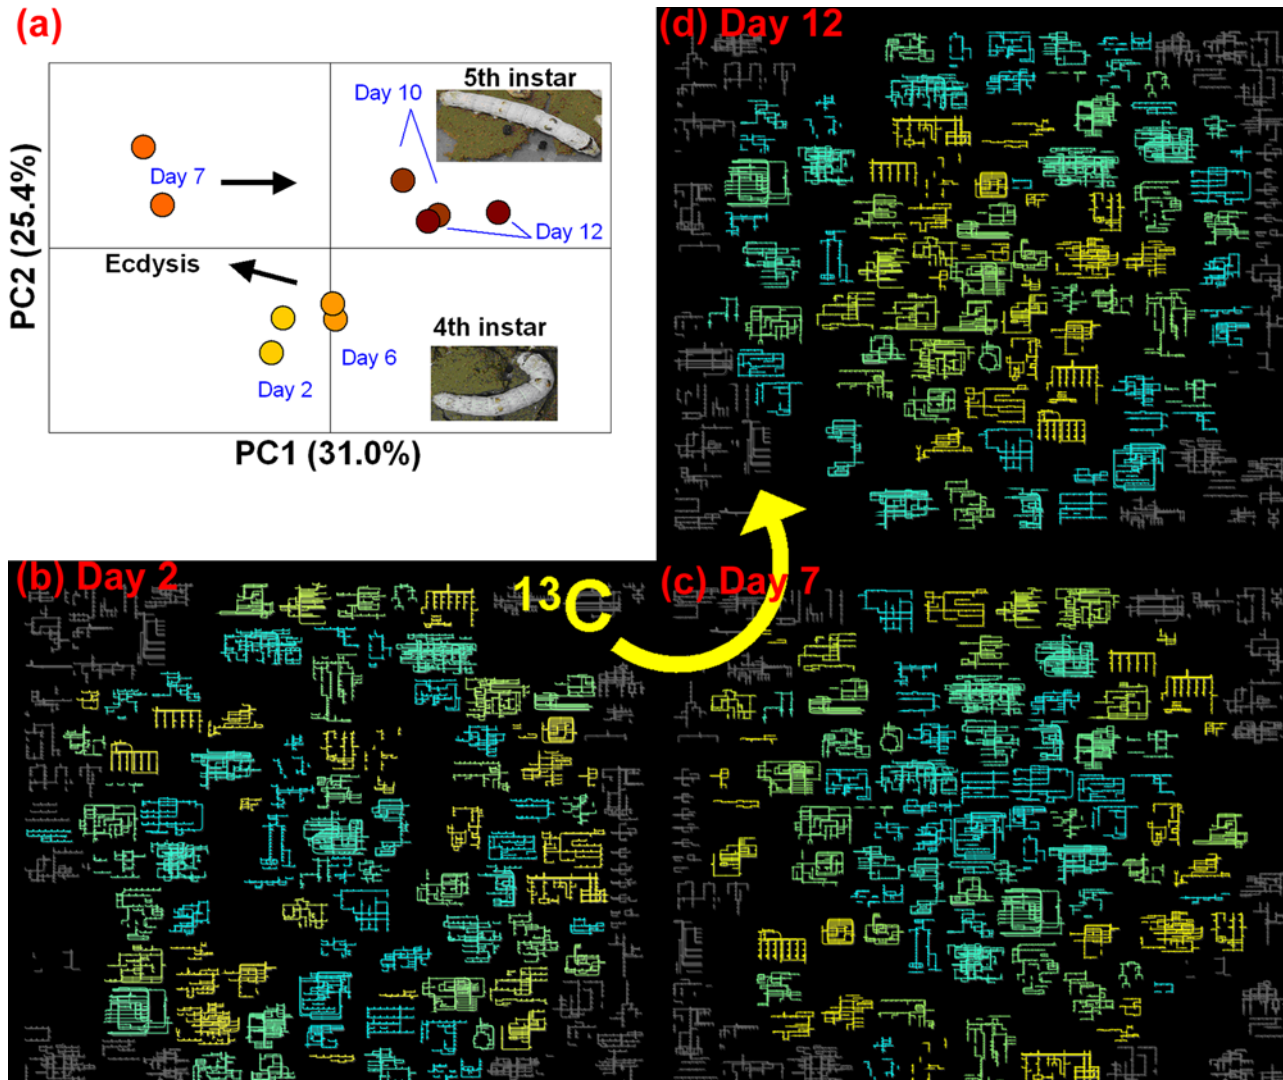 (a)
5th instar
Day 10
Day 7
Day 12
Ecdysis
4th instar
Day 6
Day 2
PC2 (25.4%)
PC1 (31.0%)
(d) Day 12
(b) Day 2
13C
(c) Day 7